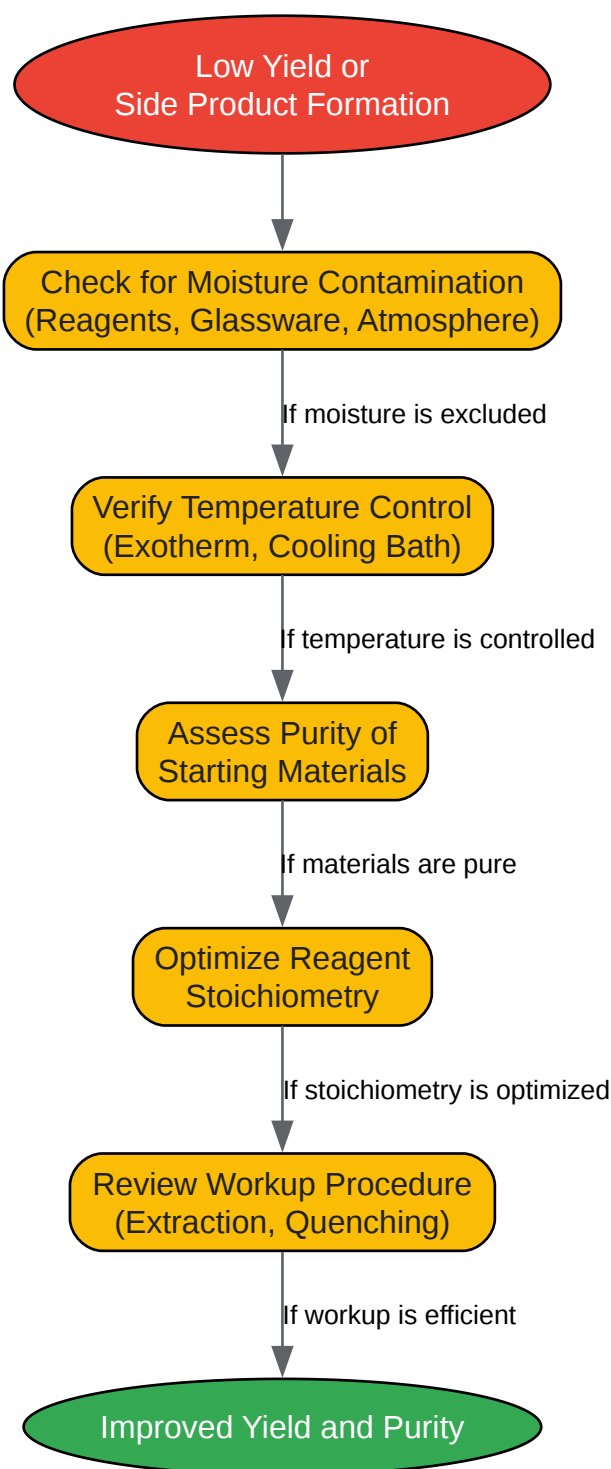 Low Yield or
Side Product Formation
Check for Moisture Contamination
(Reagents, Glassware, Atmosphere)
If moisture is excluded
Verify Temperature Control
(Exotherm, Cooling Bath)
If temperature is controlled
Assess Purity of
Starting Materials
If materials are pure
Optimize Reagent
Stoichiometry
If stoichiometry is optimized
Review Workup Procedure
(Extraction, Quenching)
If workup is efficient
Improved Yield and Purity